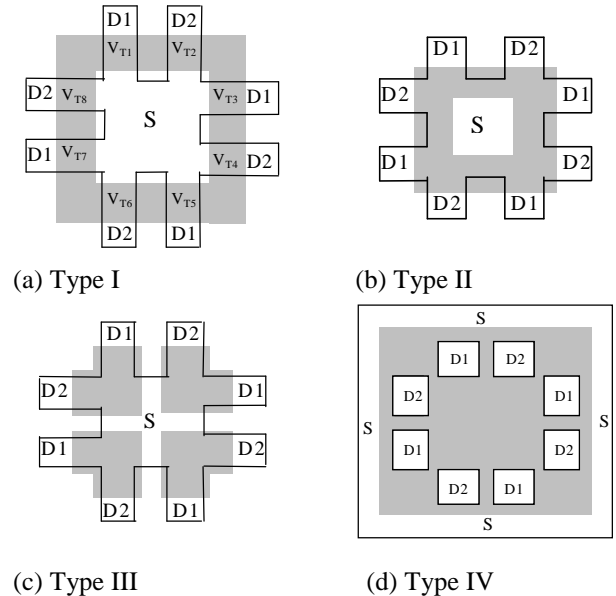 D1 D2
V_T1 V_T2
D2 V_T8 V_T3 D1
S
D1 V_T7 V_T4 D2
V_T6 V_T5
D2 D1
(a) Type I
D1 D2
D2 D1
S
D1 D2
D2 D1
(b) Type II
D1 D2
D2 D1
S
D1 D2
D2 D1
(c) Type III
S
D1 D2
D2 D1
S S
D1 D2
D2 D1
S
(d) Type IV